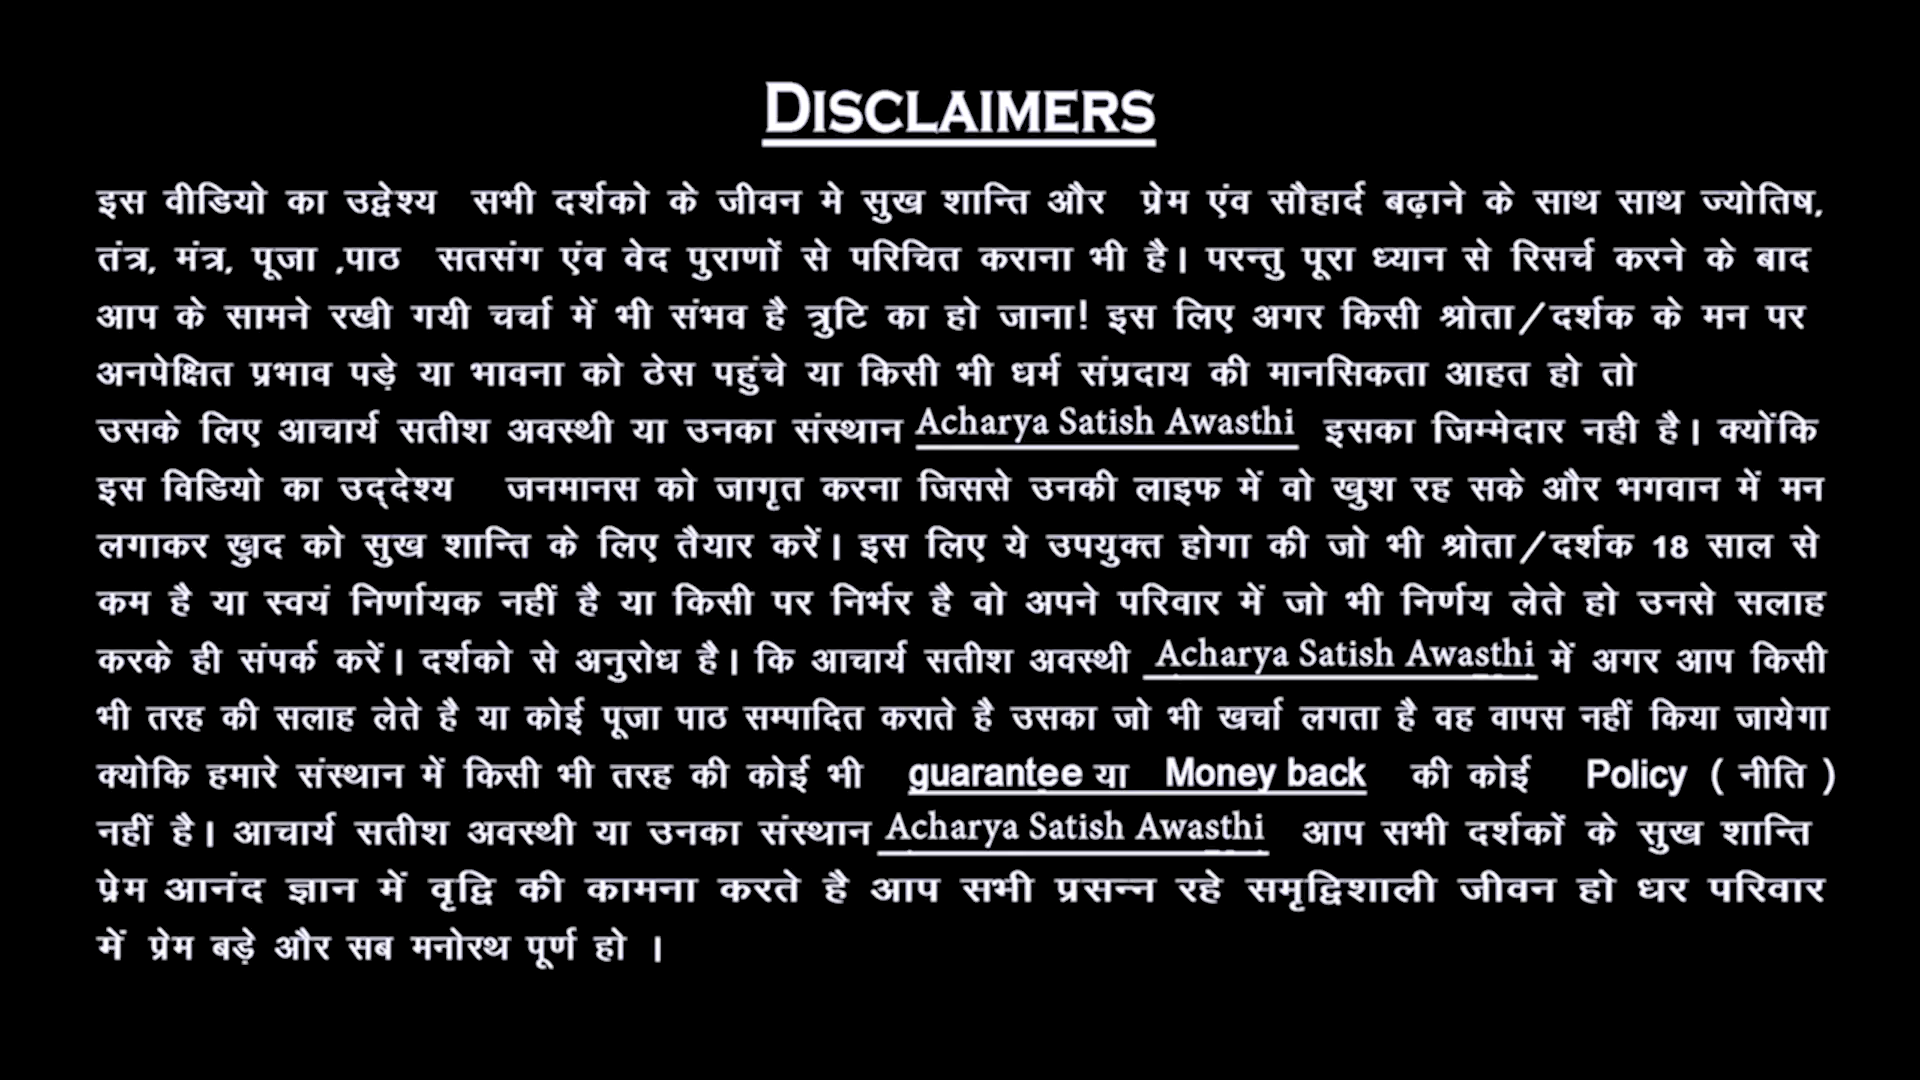 DISCLAIMERS
इस वीडियो का उद्वेश्य सभी दर्शको के जीवन मे सुख शान्ति और प्रेम एंव सौहार्द बढ़ाने के साथ साथ ज्योतिष,
तंत्र, मंत्र, पूजा ,पाठ सतसंग एंव वेद पुराणों से परिचित कराना भी है। परन्तु पूरा ध्यान से रिसर्च करने के बाद
आप के सामने रखी गयी चर्चा में भी संभव है त्रुटि का हो जाना! इस लिए अगर किसी श्रोता/दर्शक के मन पर
अनपेक्षित प्रभाव पड़े या भावना को ठेस पहुंचे या किसी भी धर्म संप्रदाय की मानसिकता आहत हो तो
उसके लिए आचार्य सतीश अवस्थी या उनका संस्थान Acharya Satish Awasthi इसका जिम्मेदार नही है। क्योंकि
इस विडियो का उद्‌देश्य जनमानस को जागृत करना जिससे उनकी लाइफ में वो खुश रह सके और भगवान में मन
लगाकर खुद को सुख शान्ति के लिए तैयार करें। इस लिए ये उपयुक्त होगा की जो भी श्रोता/दर्शक 18 साल से
कम है या स्वयं निर्णायक नहीं है या किसी पर निर्भर है वो अपने परिवार में जो भी निर्णय लेते हो उनसे सलाह
करके ही संपर्क करें। दर्शको से अनुरोध है। कि आचार्य सतीश अवस्थी Acharya Satish Awasthi में अगर आप किसी
भी तरह की सलाह लेते है या कोई पूजा पाठ सम्पादित कराते है उसका जो भी खर्चा लगता है वह वापस नहीं किया जायेगा
क्योकि हमारे संस्थान में किसी भी तरह की कोई भी guarantee या Money back की कोई Policy ( नीति )
नहीं है। आचार्य सतीश अवस्थी या उनका संस्थान Acharya Satish Awasthi आप सभी दर्शकों के सुख शान्ति
प्रेम आनंद ज्ञान में वृद्वि की कामना करते है आप सभी प्रसन्न रहे समृद्विशाली जीवन हो धर परिवार
में प्रेम बड़े और सब मनोरथ पूर्ण हो ।